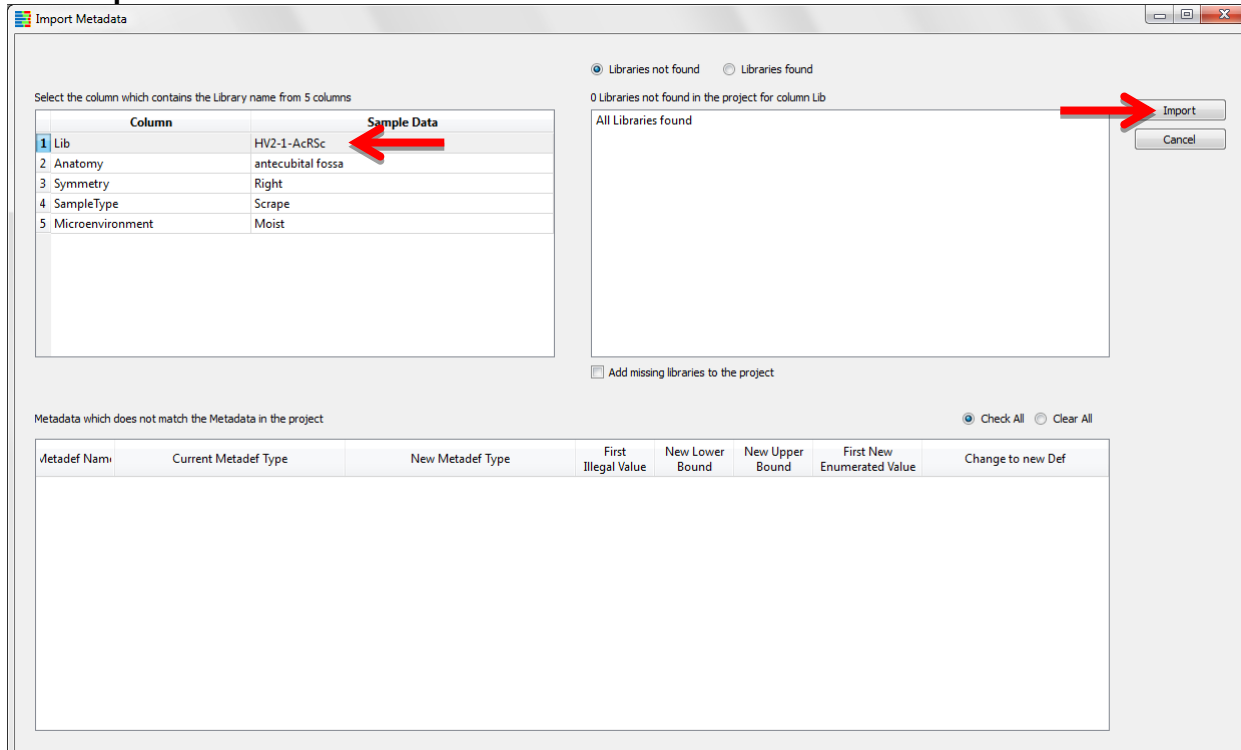 Import Metadata
Libraries not found Libraries found
Select the column which contains the Library name from 5 columns
0 Libraries not found in the project for column Lib
Column Sample Data
1 Lib HV2-1-AcRSc
2 Anatomy antecubital fossa
3 Symmetry Right
4 SampleType Scrape
5 Microenvironment Moist
All Libraries found
Import
Cancel
Add missing libraries to the project
Metadata which does not match the Metadata in the project
Check All Clear All
Metadef Name Current Metadef Type New Metadef Type First Illegal Value New Lower Bound New Upper Bound First New Enumerated Value Change to new Def